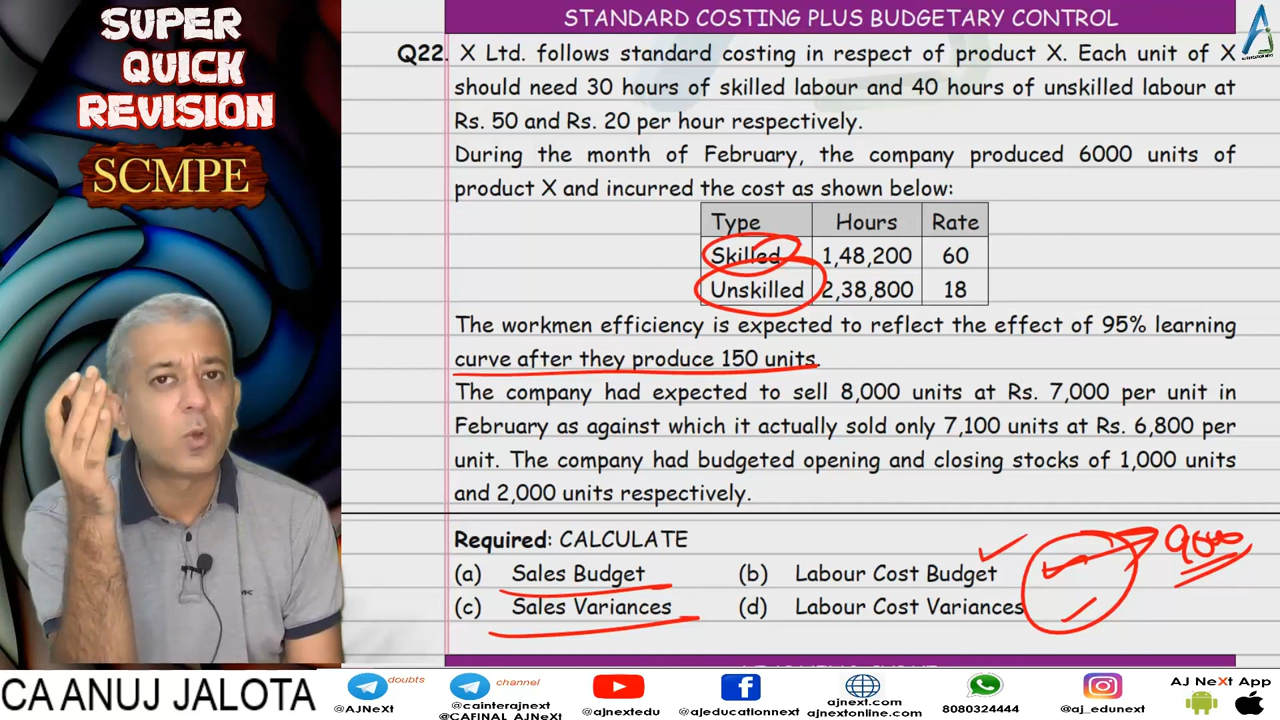 SUPER
QUICK
REVISION
SCMPE
STANDARD COSTING PLUS BUDGETARY CONTROL
Q22. X Ltd. follows standard costing in respect of product X. Each unit of X
should need 30 hours of skilled labour and 40 hours of unskilled labour at
Rs. 50 and Rs. 20 per hour respectively.
During the month of February, the company produced 6000 units of
product X and incurred the cost as shown below:
Type Hours Rate
Skilled 1,48,200 60
Unskilled 2,38,800 18
The workmen efficiency is expected to reflect the effect of 95% learning
curve after they produce 150 units.
The company had expected to sell 8,000 units at Rs. 7,000 per unit in
February as against which it actually sold only 7,100 units at Rs. 6,800 per
unit. The company had budgeted opening and closing stocks of 1,000 units
and 2,000 units respectively.
Required: CALCULATE
(a) Sales Budget (b) Labour Cost Budget
(c) Sales Variances (d) Labour Cost Variances
9000
CA ANUJ JALOTA
doubts
@AJNeXt
channel
@cainterajnext
@CAFINAL_AJNeXt
@ajnextedu
@ajeducationnext
ajnext.com
ajnextonline.com
8080324444
@aj_edunext
AJ NeXt App